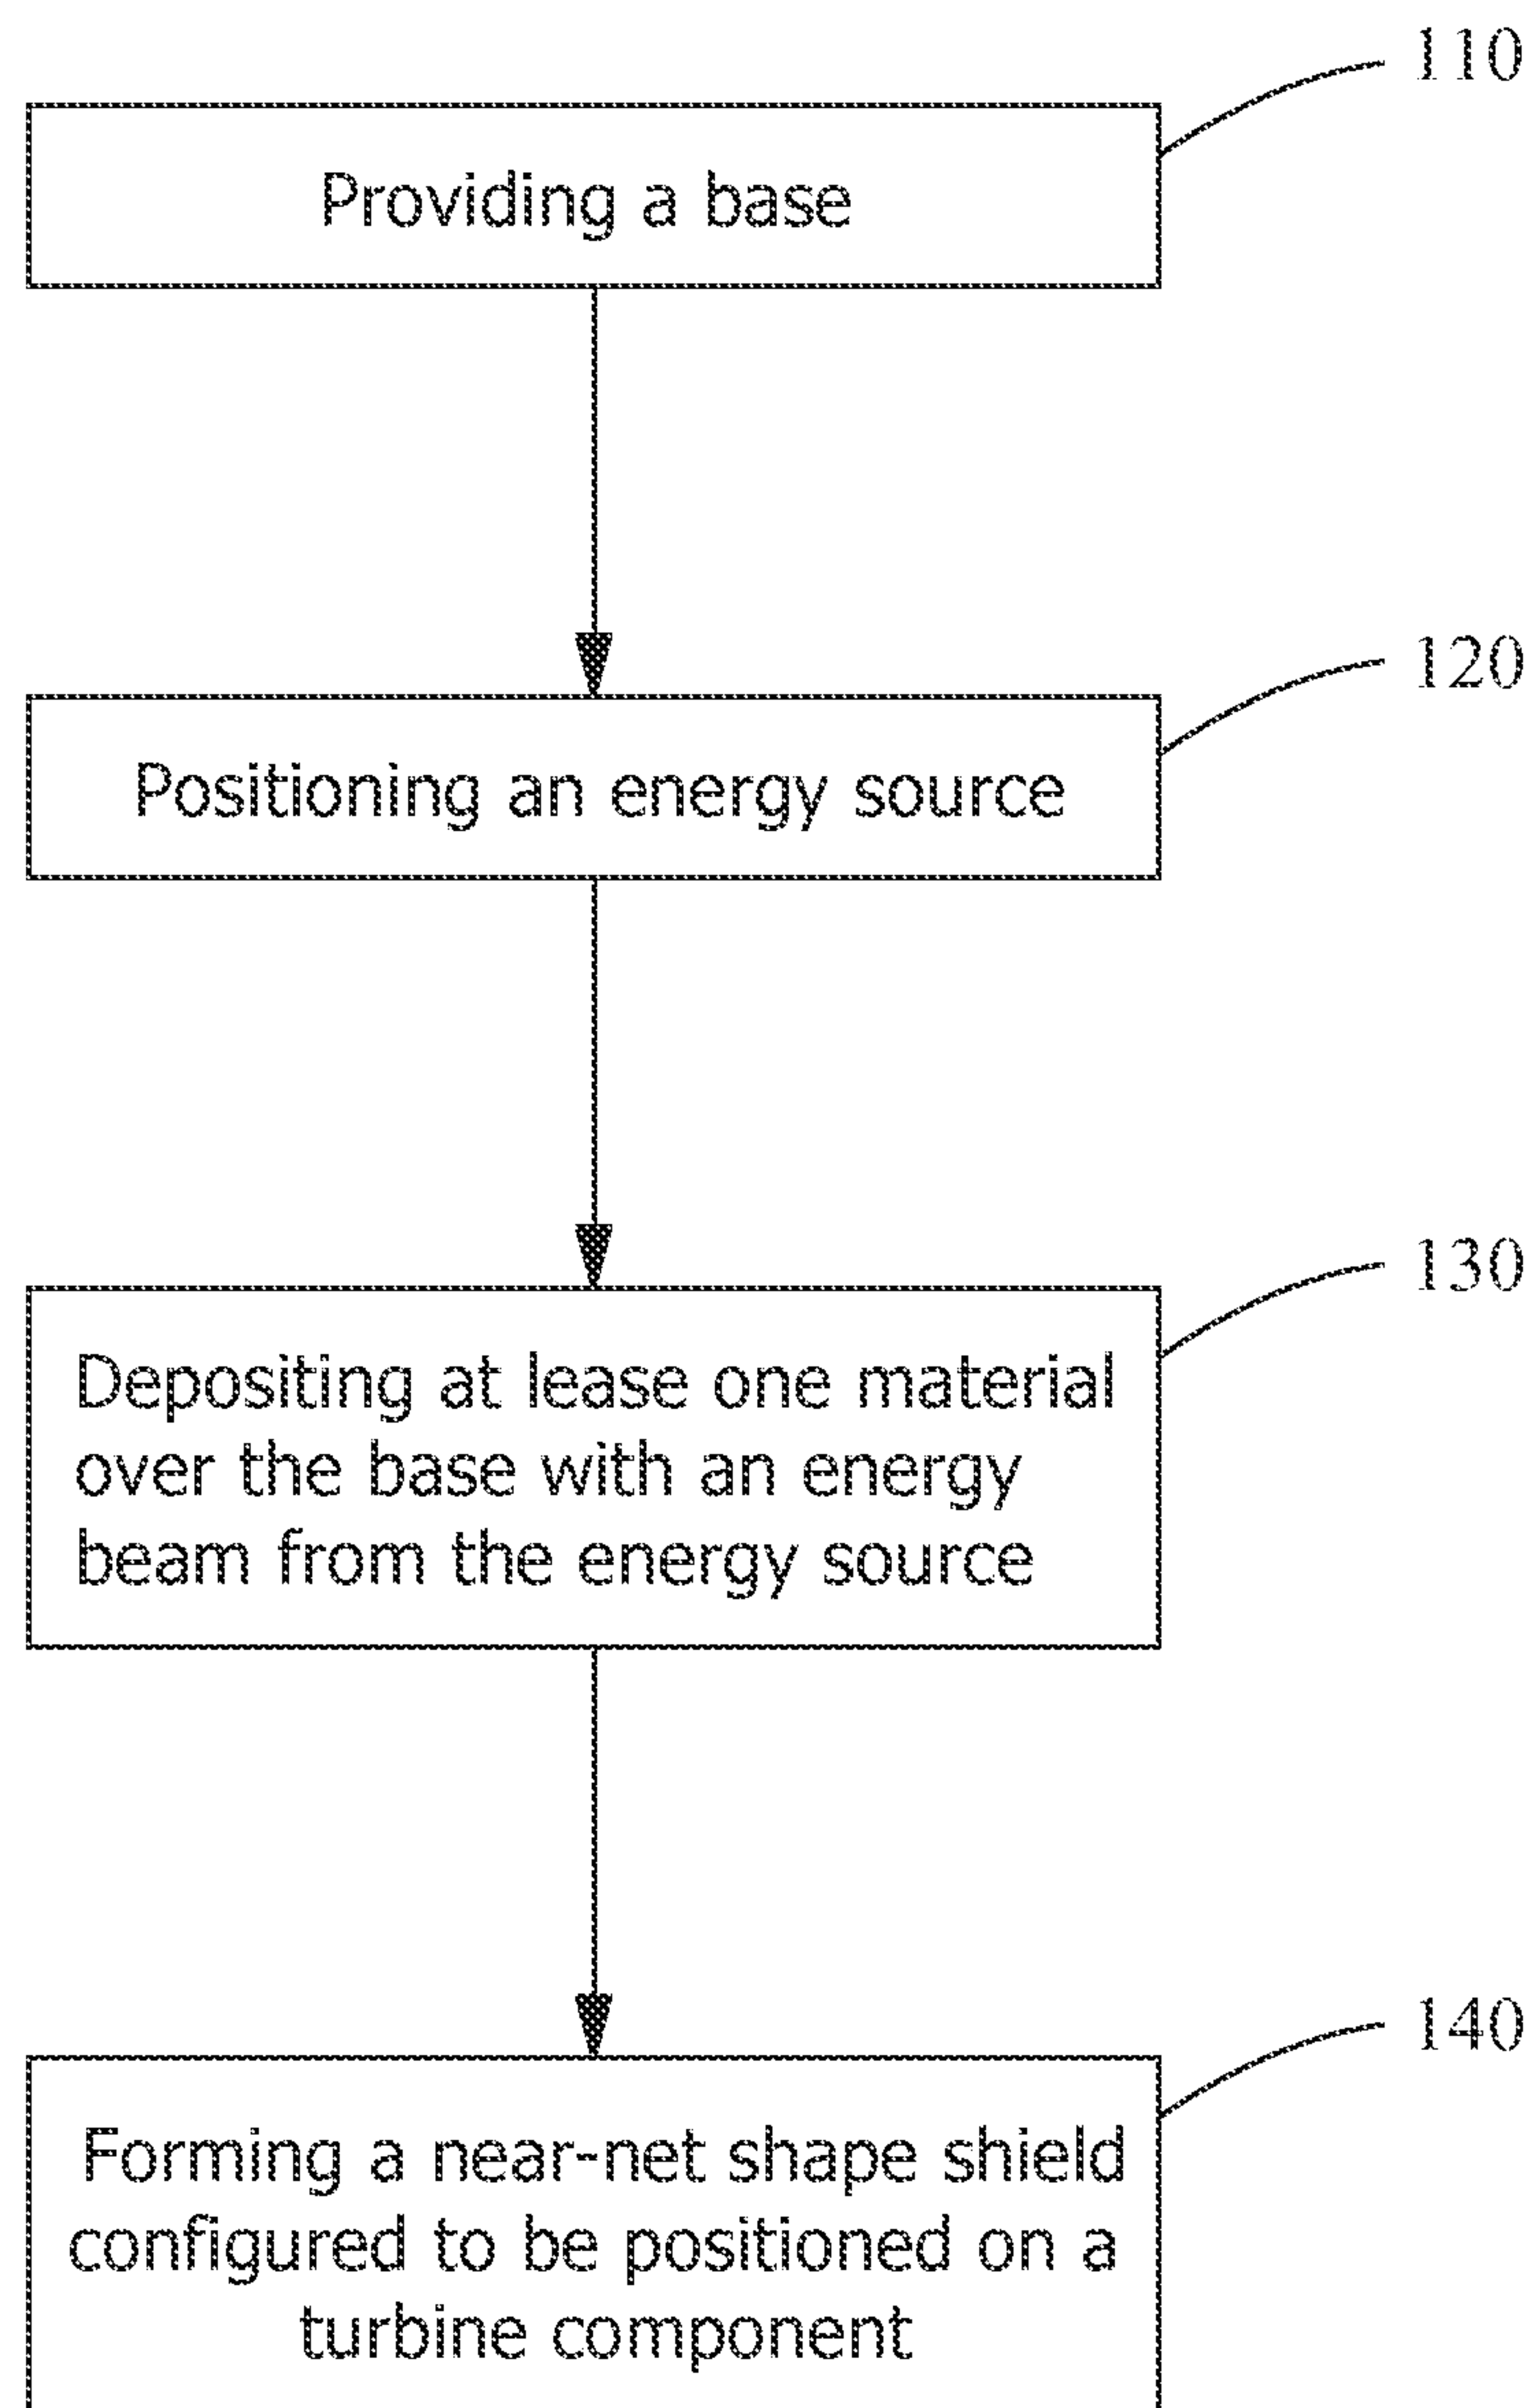 110
Providing a base
120
Positioning an energy source
130
Depositing at lease one material
over the base with an energy
beam from the energy source
140
Forming a near-net shape shield
configured to be positioned on a
turbine component